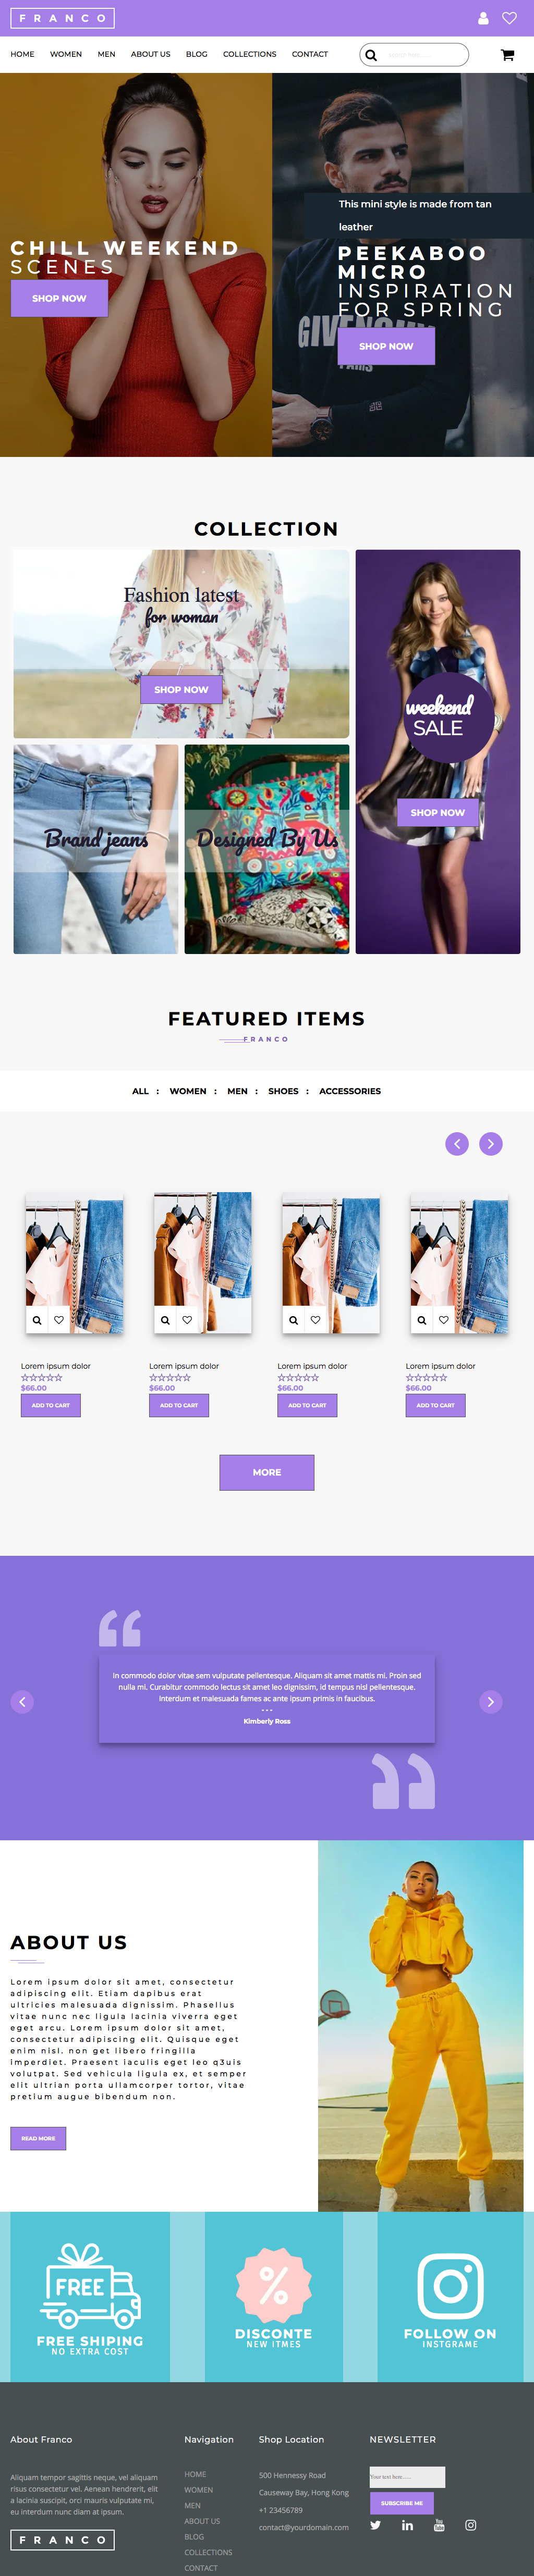 FRANCO
HOME WOMEN MEN ABOUT US BLOG COLLECTIONS CONTACT
CHILL WEEKEND
SCENES
SHOP NOW
This mini style is made from tan
leather
PEEKABOO
MICRO
INSPIRATION
FOR SPRING
SHOP NOW
COLLECTION
Fashion latest
for woman
SHOP NOW
weekend
SALE
SHOP NOW
Brand jeans
Designed By Us
FEATURED ITEMS
FRANCO
ALL : WOMEN : MEN : SHOES : ACCESSORIES
Lorem ipsum dolor
$66.00
ADD TO CART
Lorem ipsum dolor
$66.00
ADD TO CART
Lorem ipsum dolor
$66.00
ADD TO CART
Lorem ipsum dolor
$66.00
ADD TO CART
MORE
In commodo dolor vitae sem vulputate pellentesque. Aliquam sit amet mattis mi. Proin sed
nulla mi. Curabitur commodo lectus sit amet leo dignissim, id tempus nisl pellentesque.
Interdum et malesuada fames ac ante ipsum primis in faucibus.
---
Kimberly Ross
ABOUT US
Lorem ipsum dolor sit amet, consectetur
adipiscing elit. Etiam dapibus erat
ultricies malesuada dignissim. Phasellus
vitae nunc nec ligula lacinia viverra eget
eget arcu. Lorem ipsum dolor sit amet,
consectetur adipiscing elit. Quisque eget
enim nisl. non get libero fringilla
imperdiet. Praesent iaculis eget leo q3uis
volutpat. Sed vehicula ligula ex, et semper
elit ultrian porta ullamcorper tortor, vitae
pretium augue bibendum non.
READ MORE
FREE
FREE SHIPING
NO EXTRA COST
%
DISCONTE
NEW ITMES
FOLLOW ON
INSTGRAME
About Franco
Aliquam tempor sagittis neque, vel aliquam
risus consectetur vel. Aenean hendrerit, elit
a lacinia suscipit, orci mauris vulputate mi,
eu interdum nunc diam at ipsum.
FRANCO
Navigation
HOME
WOMEN
MEN
ABOUT US
BLOG
COLLECTIONS
CONTACT
Shop Location
500 Hennessy Road
Causeway Bay, Hong Kong
+1 23456789
contact@yourdomain.com
NEWSLETTER
Your text here......
SUBSCRIBE ME